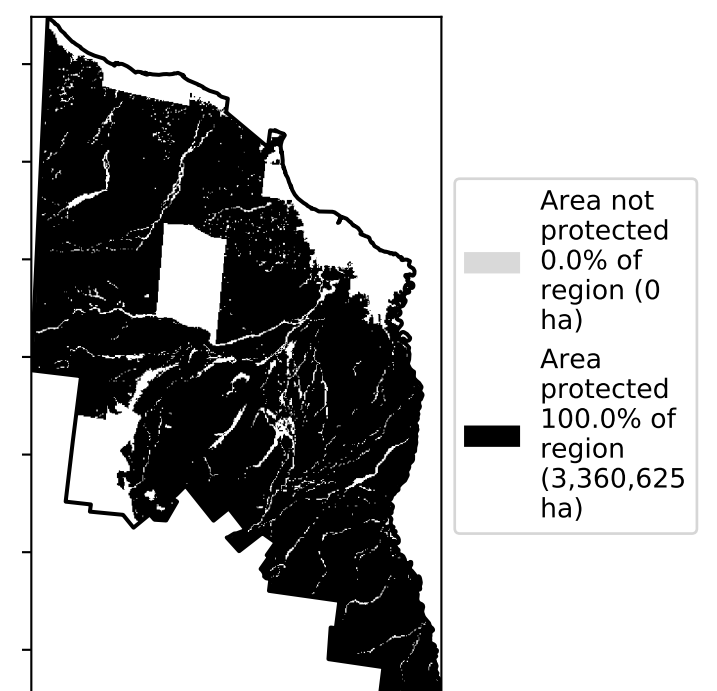 Area not
protected
0.0% of
region (0
ha)
Area
protected
100.0% of
region
(3,360,625
ha)